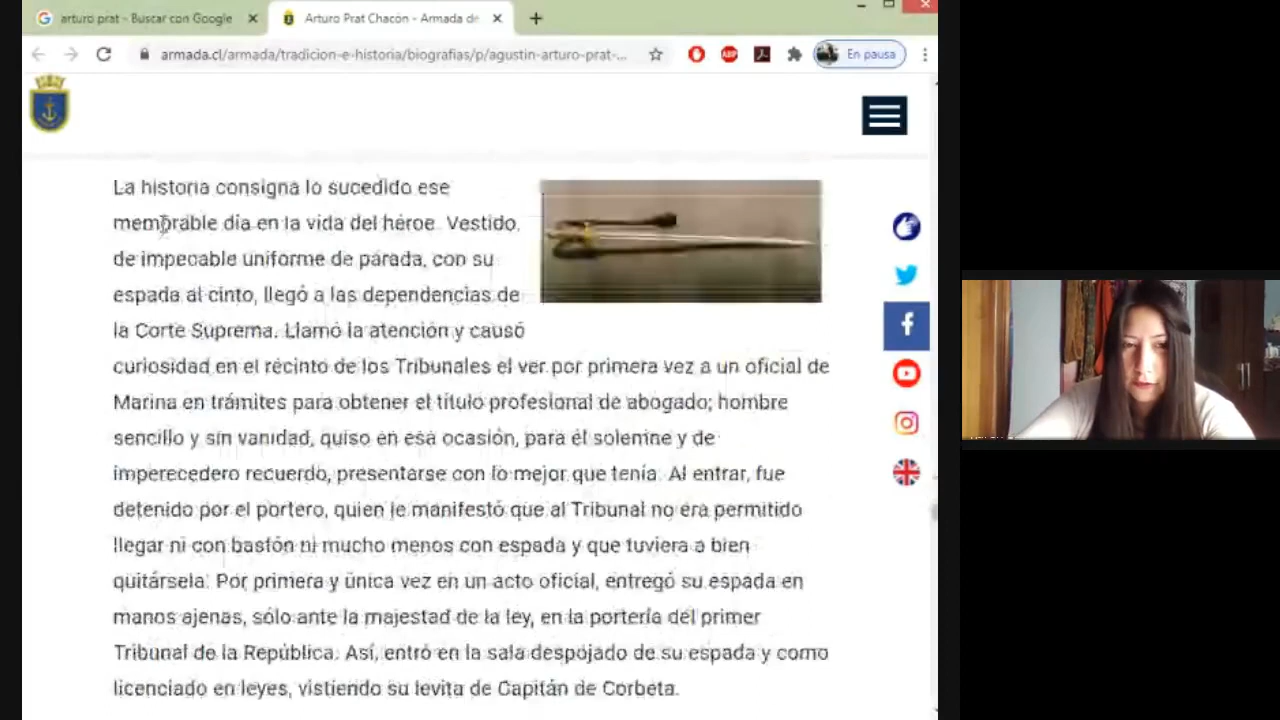 arturo prat - Buscar con Google
Arturo Prat Chacón - Armada de
armada.cl/armada/tradicion-e-historia/biografias/p/agustin-arturo-prat-...
ABP
En pausa
La historia consigna lo sucedido ese
memorable día en la vida del héroe. Vestido
de impecable uniforme de parada, con su
espada al cinto, llegó a las dependencias de
la Corte Suprema. Llamó la atención y causó
curiosidad en el recinto de los Tribunales el ver por primera vez a un oficial de
Marina en trámites para obtener el título profesional de abogado; hombre
sencillo y sin vanidad, quiso en esa ocasión, para él solemne y de
imperecedero recuerdo, presentarse con lo mejor que tenía. Al entrar, fue
detenido por el portero, quien le manifestó que al Tribunal no era permitido
llegar ni con bastón ni mucho menos con espada y que tuviera a bien
quitársela. Por primera y única vez en un acto oficial, entregó su espada en
manos ajenas, sólo ante la majestad de la ley, en la portería del primer
Tribunal de la República. Así, entró en la sala despojado de su espada y como
licenciado en leyes, vistiendo su levita de Capitán de Corbeta.